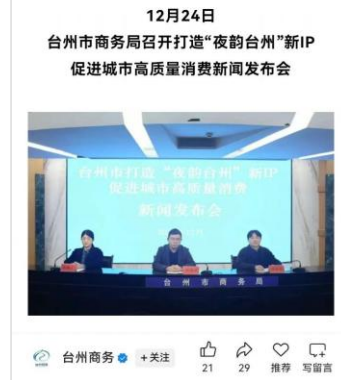 12月24日
台州市商务局召开打造“夜韵台州”新IP
促进城市高质量消费新闻发布会
台州市打造“夜韵台州”新IP
促进城市高质量消费
新闻发布会
台州市商务局
台州商务
+关注
21
29
推荐
写留言